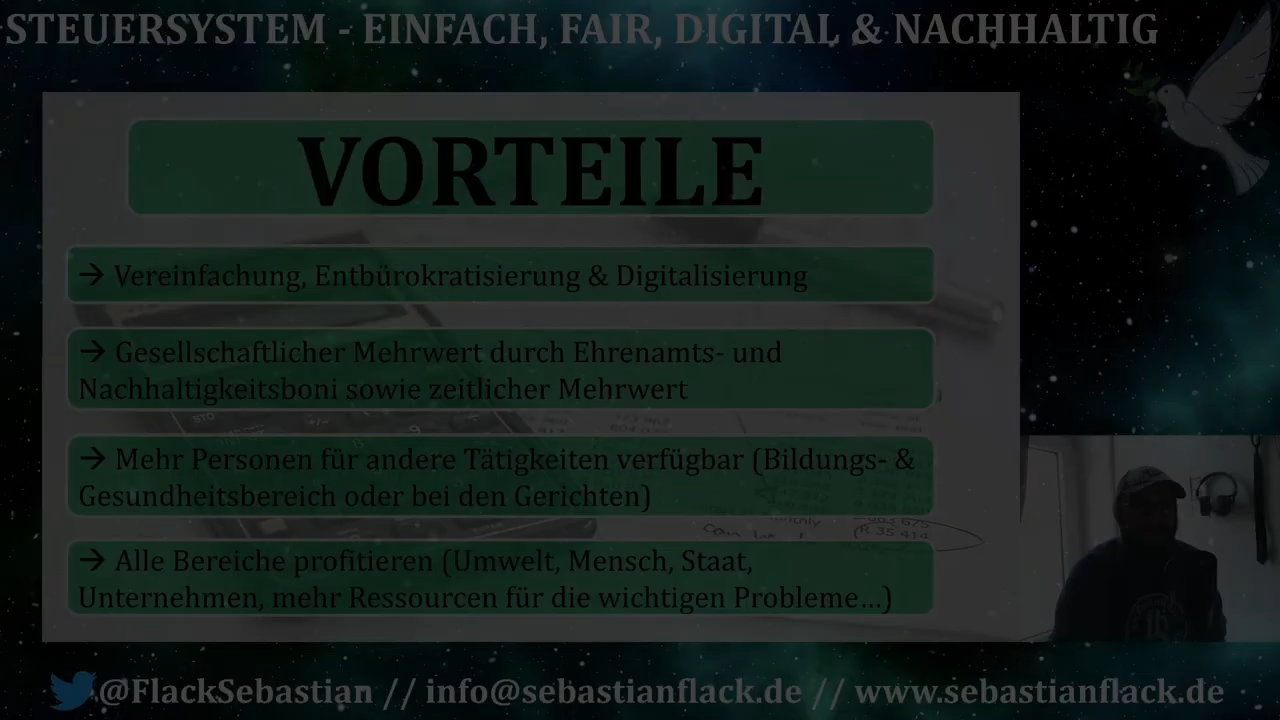 STEUERSYSTEM - EINFACH, FAIR, DIGITAL & NACHHALTIG
VORTEILE
→ Vereinfachung, Entbürokratisierung & Digitalisierung
→ Gesellschaftlicher Mehrwert durch Ehrenamts- und
Nachhaltigkeitsboni sowie zeitlicher Mehrwert
→ Mehr Personen für andere Tätigkeiten verfügbar (Bildungs- &
Gesundheitsbereich oder bei den Gerichten)
→ Alle Bereiche profitieren (Umwelt, Mensch, Staat,
Unternehmen, mehr Ressourcen für die wichtigen Probleme...)
@FlackSebastian // info@sebastianflack.de // www.sebastianflack.de